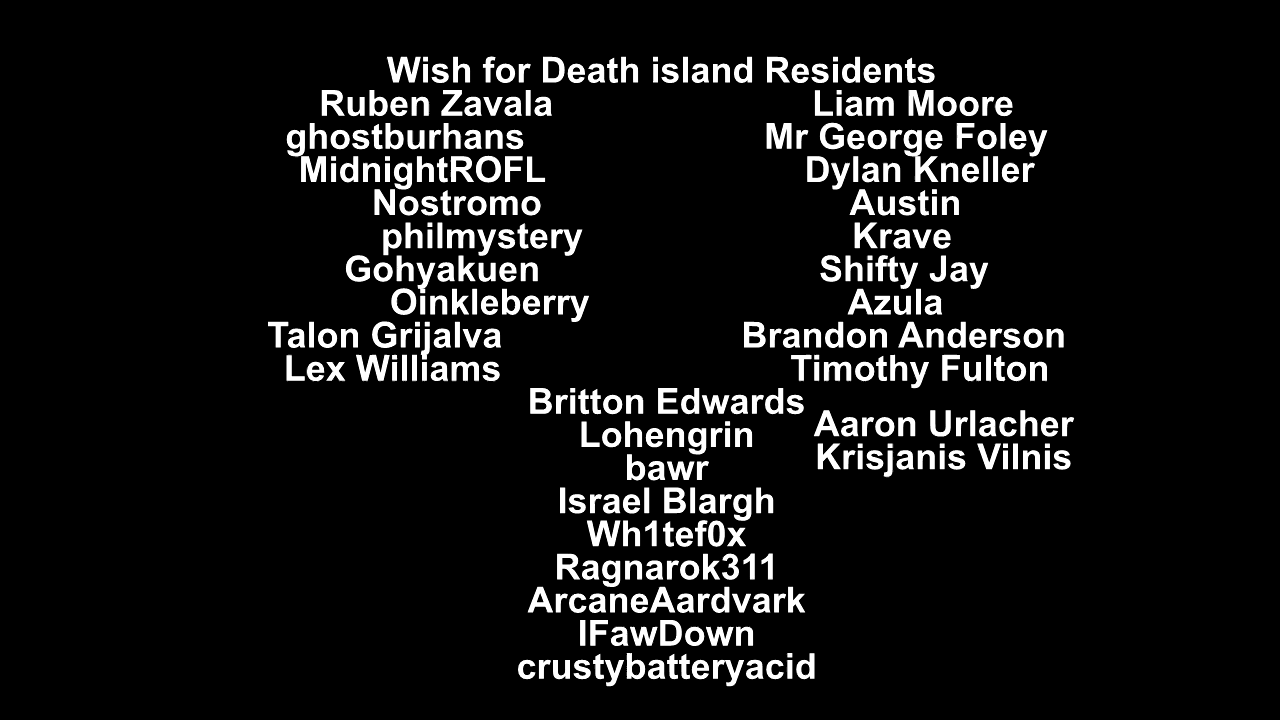 Wish for Death island Residents
Ruben Zavala
ghostburhans
MidnightROFL
Nostromo
philmystery
Gohyakuen
Oinkleberry
Talon Grijalva
Lex Williams
Liam Moore
Mr George Foley
Dylan Kneller
Austin
Krave
Shifty Jay
Azula
Brandon Anderson
Timothy Fulton
Britton Edwards
Lohengrin
bawr
Israel Blargh
Wh1tef0x
Ragnarok311
ArcaneAardvark
IFawDown
crustybatteryacid
Aaron Urlacher
Krisjanis Vilnis